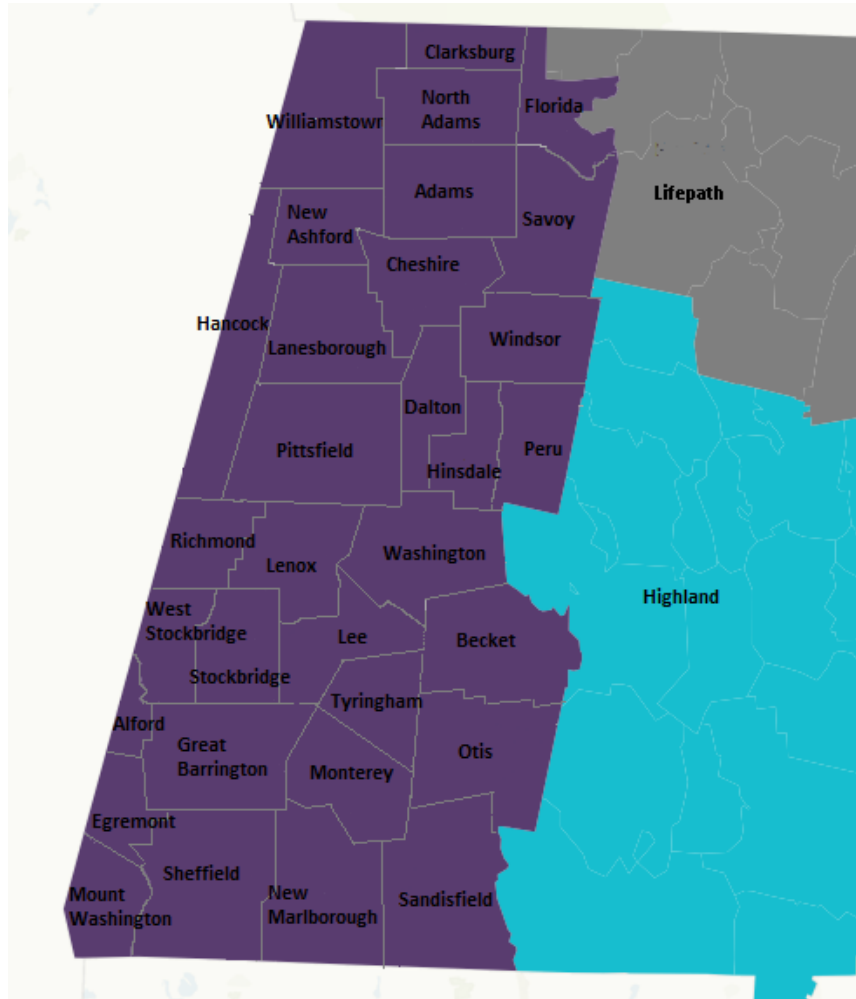 Clarksburg
North
Adams
Florida
Williamstown
Adams
Lifepath
New
Ashford
Savoy
Cheshire
Hancock
Lanesborough
Windsor
Dalton
Pittsfield
Hinsdale
Peru
Richmond
Lenox
Washington
Highland
West
Stockbridge
Lee
Becket
Stockbridge
Tyringham
Alford
Great
Barrington
Otis
Monterey
Egremont
Sheffield
Mount
Washington
New
Marlborough
Sandisfield